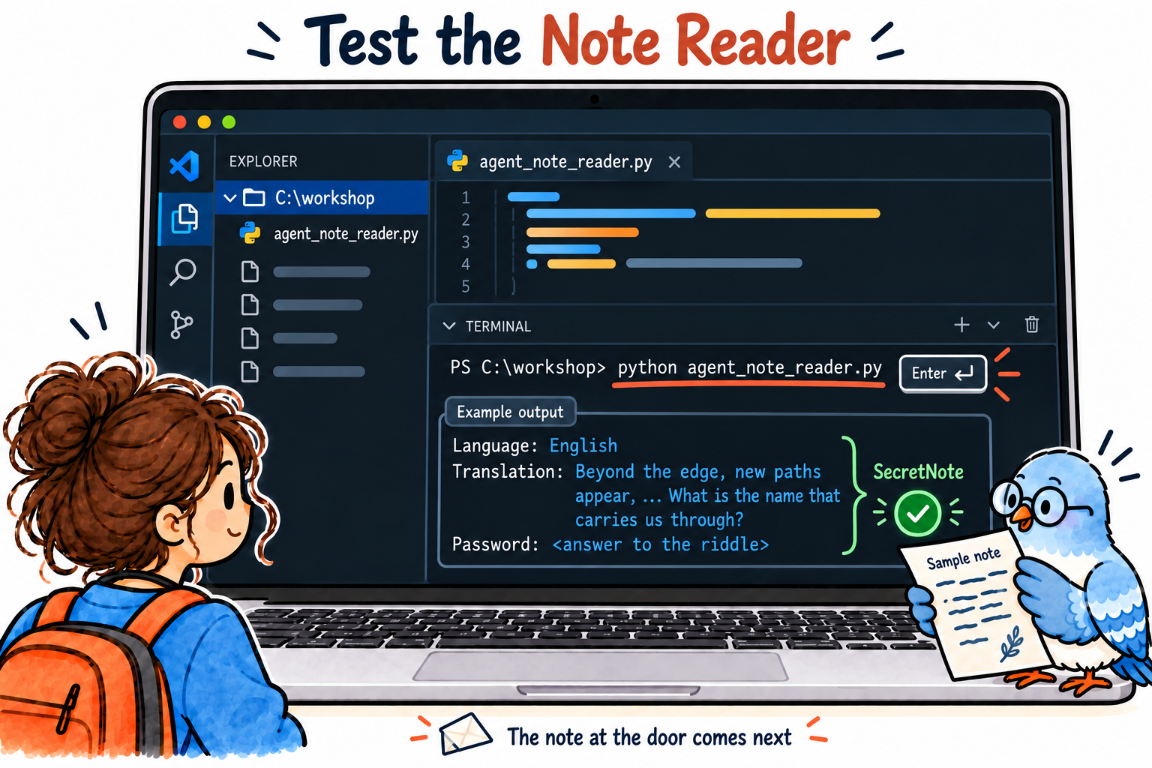 Test the Note Reader
EXPLORER
C:\workshop
agent_note_reader.py
agent_note_reader.py
1
2
3
4
5
TERMINAL
PS C:\workshop> python agent_note_reader.py
Enter
Example output
Language: English
Translation: Beyond the edge, new paths
appear, ... What is the name that
carries us through?
Password: <answer to the riddle>
SecretNote
Sample note
The note at the door comes next